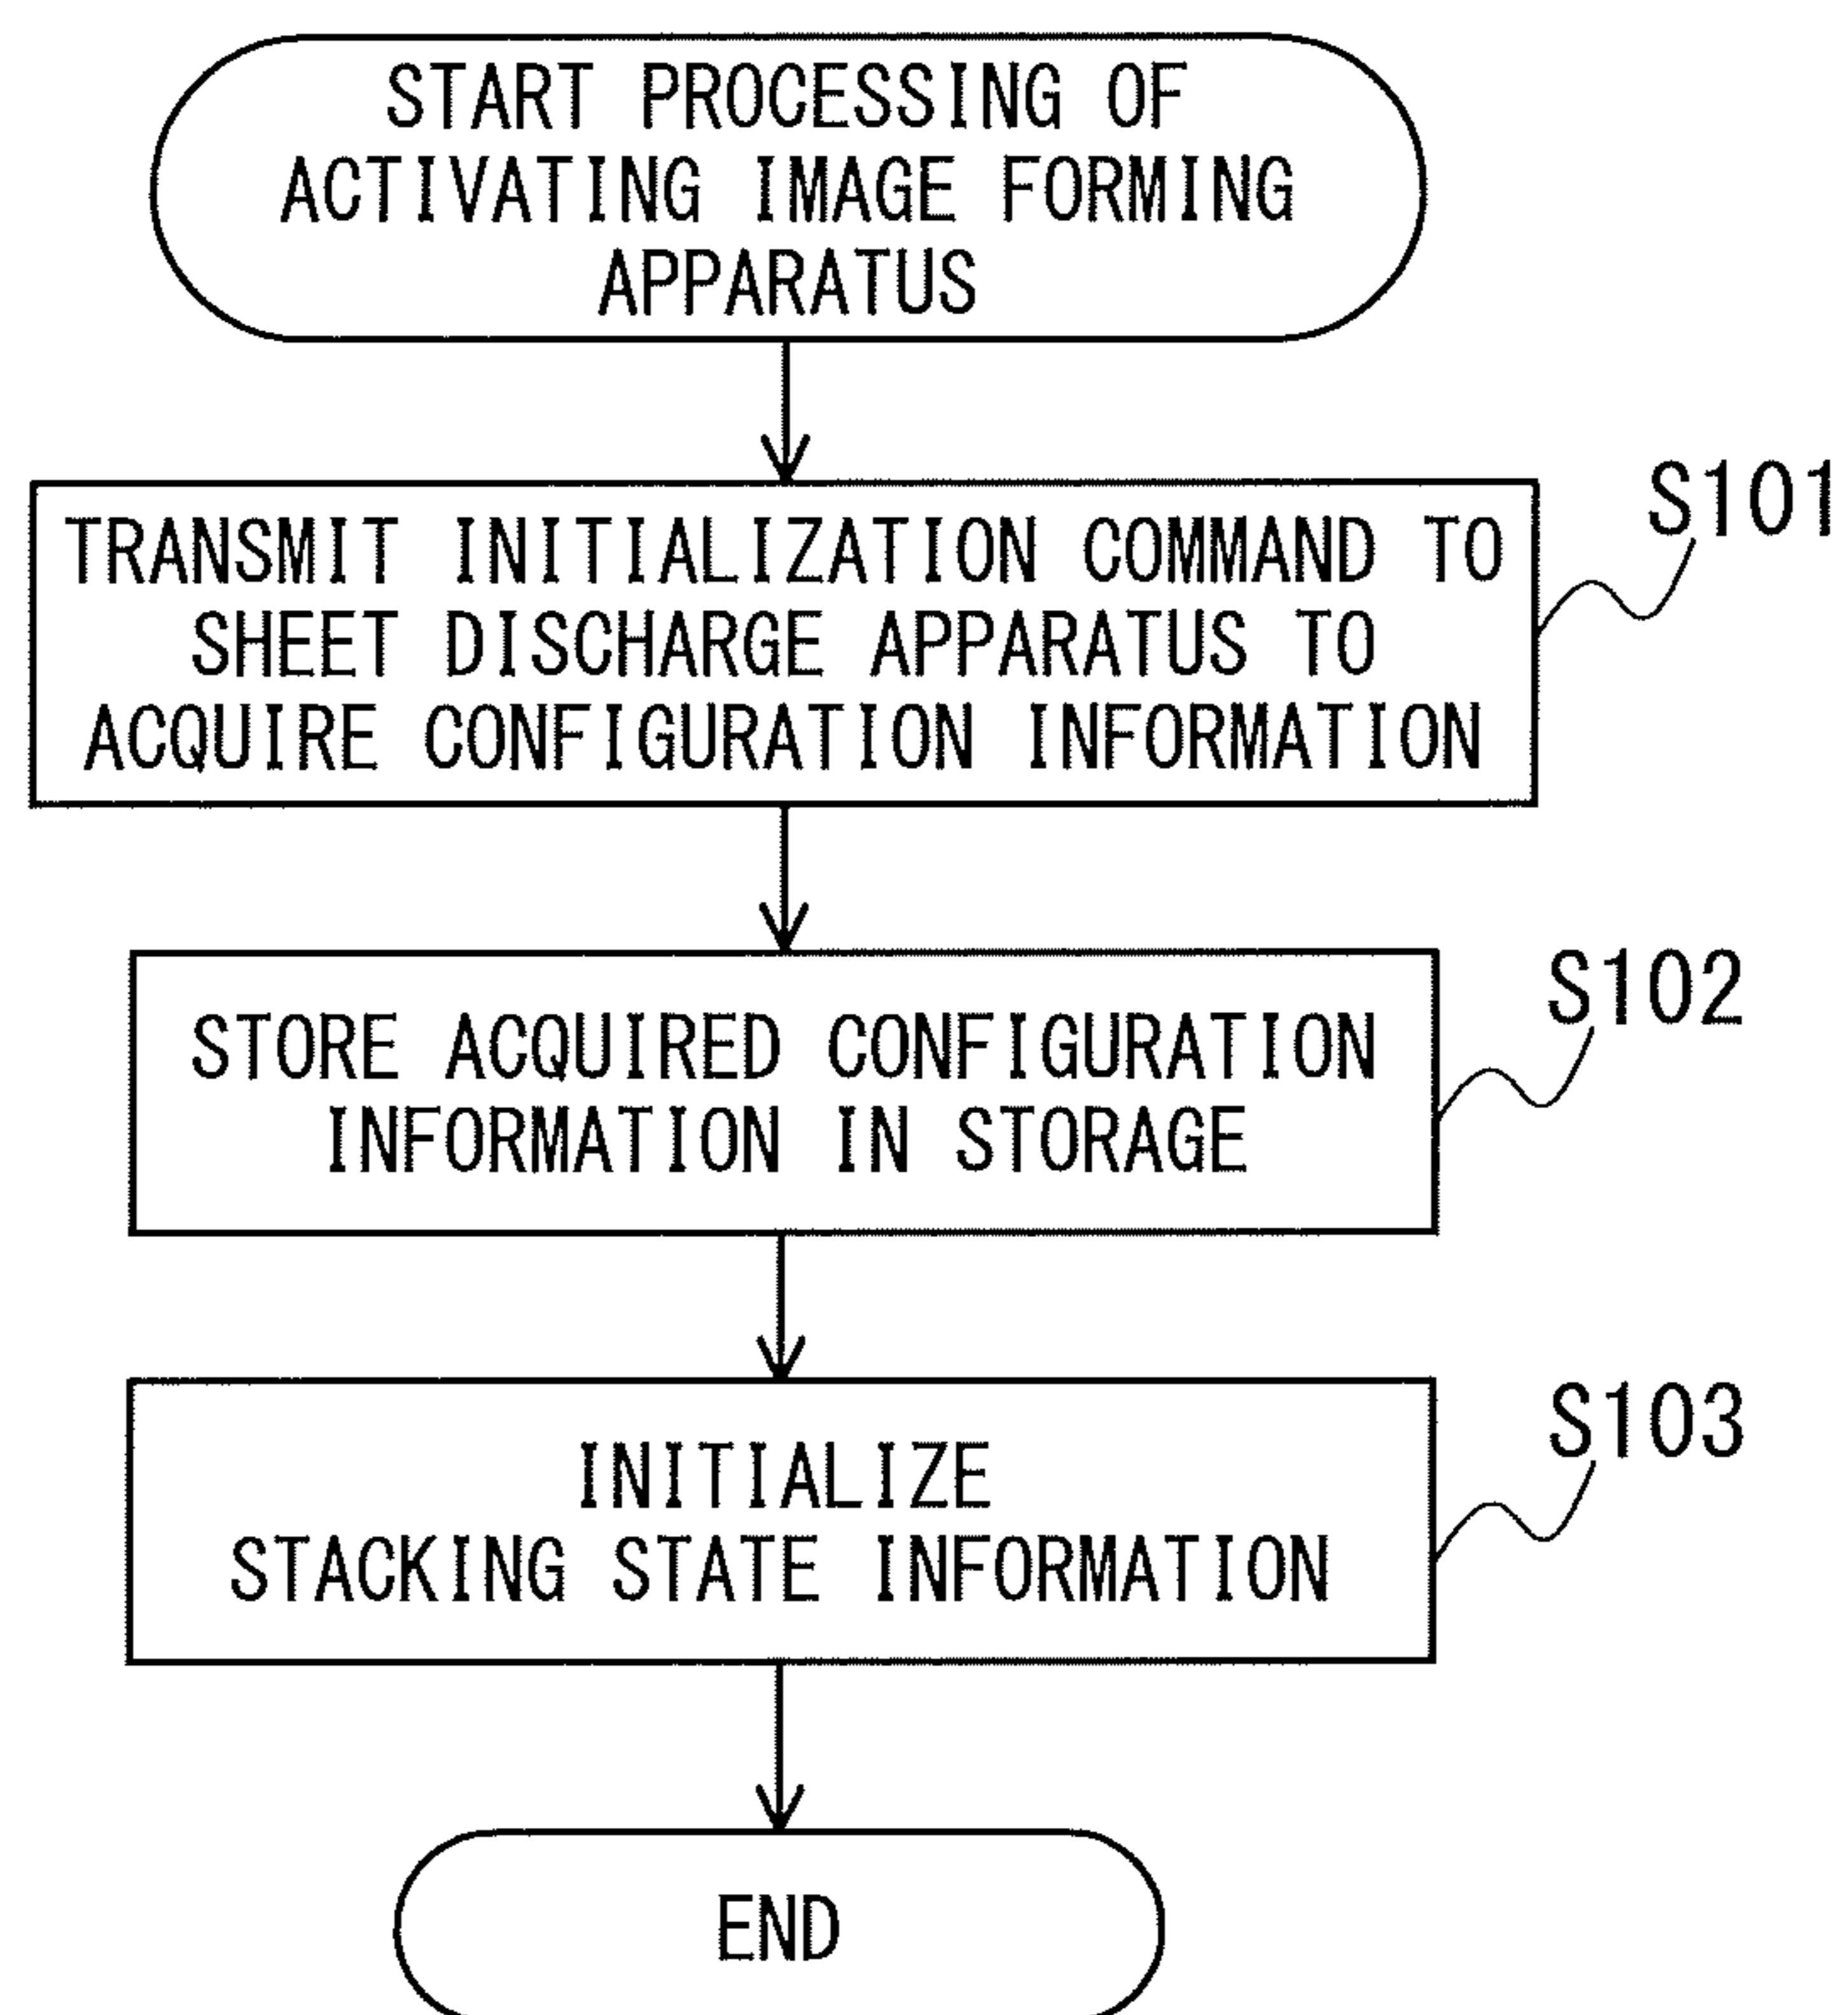 START PROCESSING OF
ACTIVATING IMAGE FORMING
APPARATUS
S101
TRANSMIT INITIALIZATION COMMAND TO
SHEET DISCHARGE APPARATUS TO
ACQUIRE CONFIGURATION INFORMATION
S102
STORE ACQUIRED CONFIGURATION
INFORMATION IN STORAGE
S103
INITIALIZE
STACKING STATE INFORMATION
END